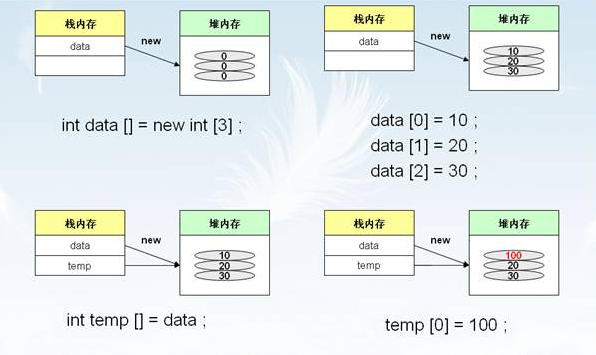 栈内存
堆内存
data
new
0
0
0
int data [] = new int [3] ;
栈内存
堆内存
data
new
10
20
30
data [0] = 10 ;
data [1] = 20 ;
data [2] = 30 ;
栈内存
堆内存
data
new
temp
10
20
30
int temp [] = data ;
栈内存
堆内存
data
new
temp
100
20
30
temp [0] = 100 ;